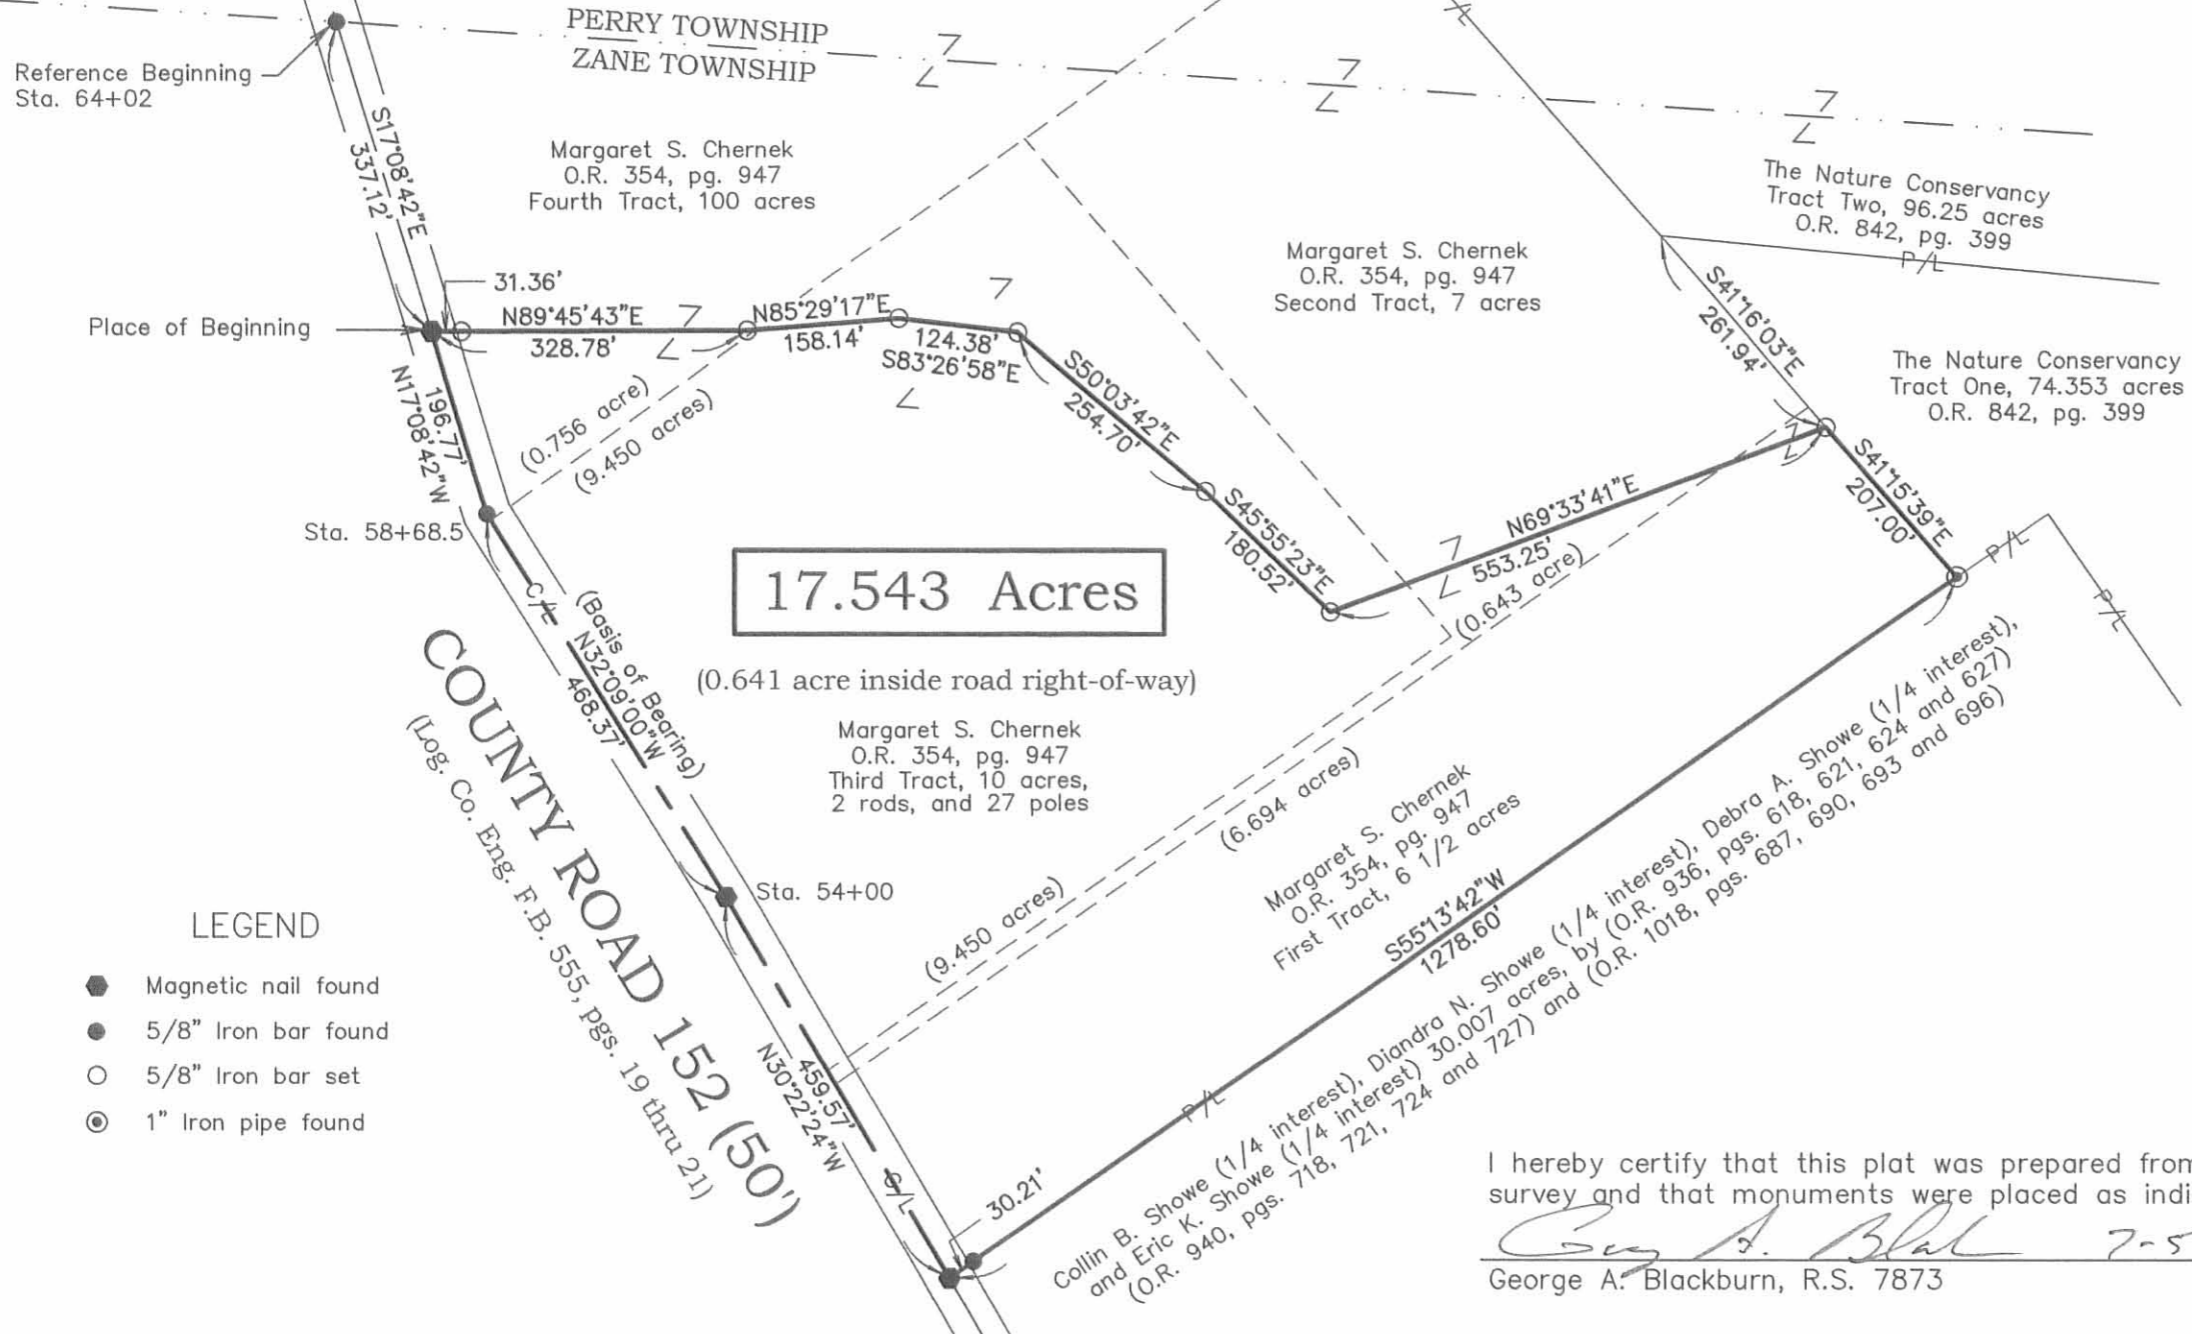 PERRY TOWNSHIP
ZANE TOWNSHIP
Reference Beginning
Sta. 64+02
S17°08'42"E
337.12'
Margaret S. Chernek
O.R. 354, pg. 947
Fourth Tract, 100 acres
P/L
The Nature Conservancy
Tract Two, 96.25 acres
O.R. 842, pg. 399
P/L
Margaret S. Chernek
O.R. 354, pg. 947
Second Tract, 7 acres
31.36'
Place of Beginning
N89°45'43"E
328.78'
N85°29'17"E
158.14'
124.38'
S83°26'58"E
S50°03'42"E
254.70'
S41°16'03"E
261.94'
The Nature Conservancy
Tract One, 74.353 acres
O.R. 842, pg. 399
196.77'
N17°08'42"W
(0.756 acre)
(9.450 acres)
S45°55'23"E
180.52'
N69°33'41"E
553.25'
(0.643 acre)
S41°15'39"E
207.00'
P/L
P/L
Sta. 58+68.5
C/L
(Basis of Bearing)
N32°09'00"W
468.37'
17.543 Acres
(0.641 acre inside road right-of-way)
Margaret S. Chernek
O.R. 354, pg. 947
Third Tract, 10 acres,
2 rods, and 27 poles
COUNTY ROAD 152 (50')
(Log. Co. Eng. F.B. 555, pgs. 19 thru 21)
Sta. 54+00
(6.694 acres)
(9.450 acres)
Margaret S. Chernek
O.R. 354, pg. 947
First Tract, 6 1/2 acres
S55°13'42"W
1278.60'
P/L
459.57'
N30°22'24"W
C/L
30.21'
Collin B. Showe (1/4 interest), Diandra N. Showe (1/4 interest), Debra A. Showe (1/4 interest),
and Eric K. Showe (1/4 interest) 30.007 acres, by (O.R. 936, pgs. 618, 621, 624 and 627)
(O.R. 940, pgs. 718, 721, 724 and 727) and (O.R. 1018, pgs. 687, 690, 693 and 696)
LEGEND
Magnetic nail found
5/8" Iron bar found
5/8" Iron bar set
1" Iron pipe found
I hereby certify that this plat was prepared from
survey and that monuments were placed as indi
7-5
George A. Blackburn, R.S. 7873